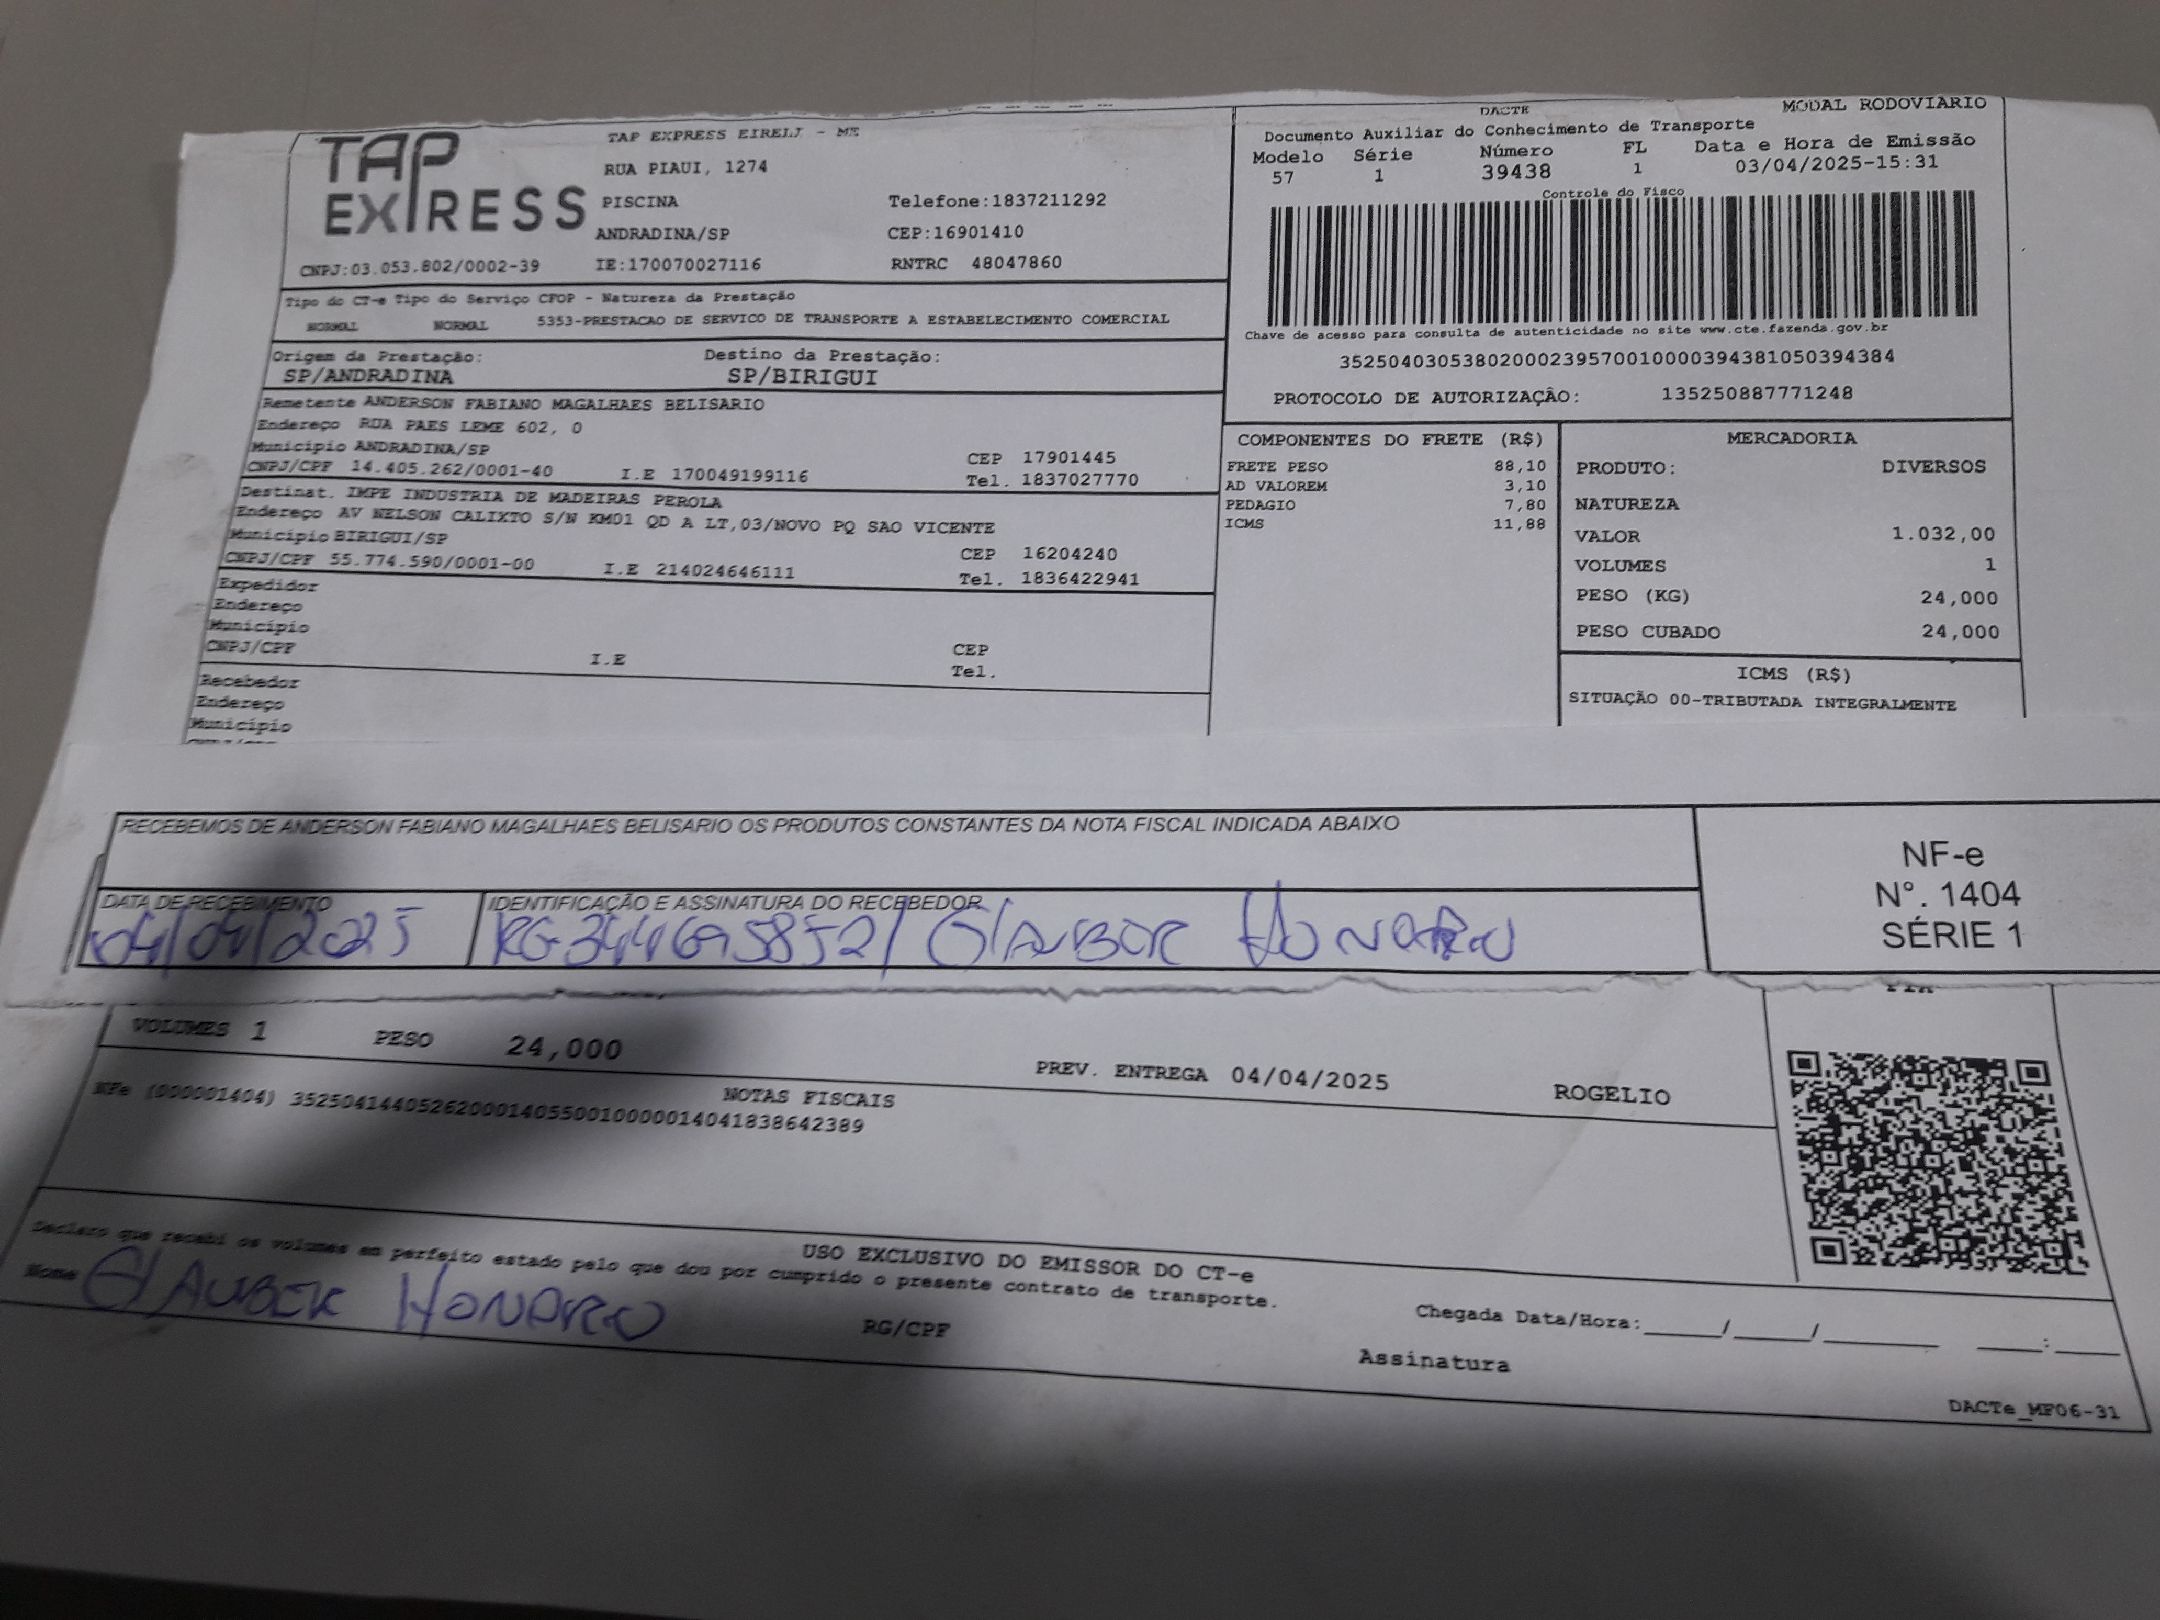 TAP EXPRESS
TAP EXPRESS EIRELI - ME
RUA PIAUI, 1274
PISCINA Telefone:1837211292
ANDRADINA/SP CEP:16901410
CNPJ:03.053.802/0002-39 IE:170070027116 RNTRC 48047860
Tipo do CT-e Tipo do Serviço CFOP - Natureza da Prestação
NORMAL NORMAL 5353-PRESTACAO DE SERVICO DE TRANSPORTE A ESTABELECIMENTO COMERCIAL
Origem da Prestação: Destino da Prestação:
SP/ANDRADINA SP/BIRIGUI
Remetente ANDERSON FABIANO MAGALHAES BELISARIO
Endereço RUA PAES LEME 602, 0
Município ANDRADINA/SP CEP 17901445
CNPJ/CPF 14.405.262/0001-40 I.E 170049199116 Tel. 1837027770
Destinat. IMPE INDUSTRIA DE MADEIRAS PEROLA
Endereço AV NELSON CALIXTO S/N KM01 QD A LT,03/NOVO PQ SAO VICENTE
Município BIRIGUI/SP CEP 16204240
CNPJ/CPF 55.774.590/0001-00 I.E 214024646111 Tel. 1836422941
Expedidor
Endereço
Município
CNPJ/CPF I.E CEP
Tel.
Recebedor
Endereço
Município
DACTE MODAL RODOVIARIO
Documento Auxiliar do Conhecimento de Transporte
Modelo Série Número FL Data e Hora de Emissão
57 1 39438 1 03/04/2025-15:31
Controle do Fisco
Chave de acesso para consulta de autenticidade no site www.cte.fazenda.gov.br
35250403053802000239570010000394381050394384
PROTOCOLO DE AUTORIZAÇÃO: 135250887771248
COMPONENTES DO FRETE (R$)
FRETE PESO 88,10
AD VALOREM 3,10
PEDAGIO 7,80
ICMS 11,88
MERCADORIA
PRODUTO: DIVERSOS
NATUREZA
VALOR 1.032,00
VOLUMES 1
PESO (KG) 24,000
PESO CUBADO 24,000
ICMS (R$)
SITUAÇÃO 00-TRIBUTADA INTEGRALMENTE
RECEBEMOS DE ANDERSON FABIANO MAGALHAES BELISARIO OS PRODUTOS CONSTANTES DA NOTA FISCAL INDICADA ABAIXO
DATA DE RECEBIMENTO IDENTIFICAÇÃO E ASSINATURA DO RECEBEDOR
04/04/2025 RG 344695852/ GlAUBER HONORIO
NF-e
Nº. 1404
SÉRIE 1
VOLUMES 1 PESO 24,000 PREV. ENTREGA 04/04/2025 ROGELIO
NOTAS FISCAIS
NFe (000001404) 35250414405262000140550010000014041838642389
USO EXCLUSIVO DO EMISSOR DO CT-e
Declaro que recebi os volumes em perfeito estado pelo que dou por cumprido o presente contrato de transporte.
Nome GlAUBER HONORIO RG/CPF Chegada Data/Hora:____/____/______ ____:____
Assinatura
DACTe_MF06-31